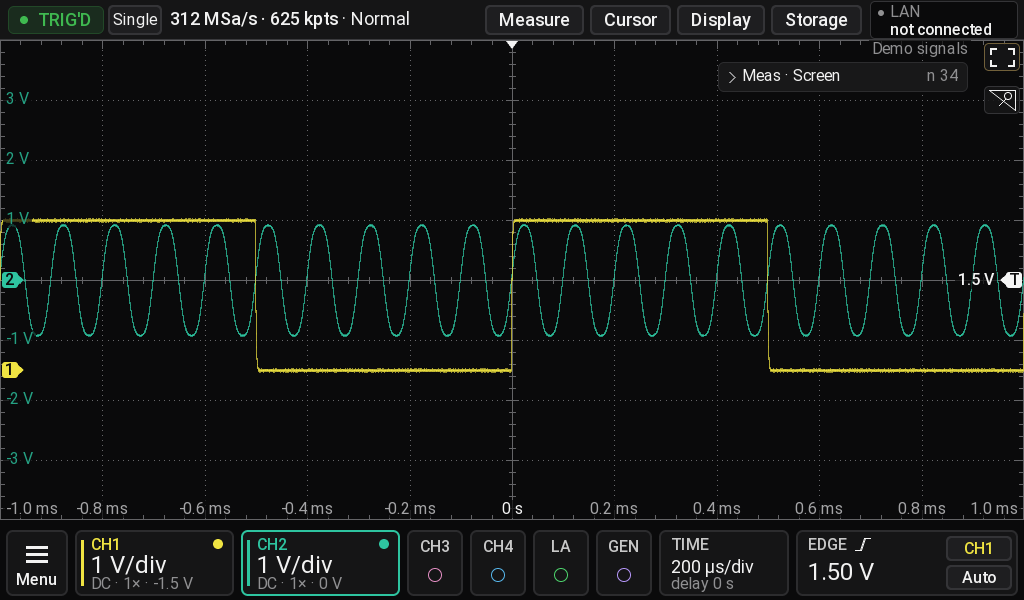 TRIG'D Single 312 MSa/s · 625 kpts · Normal Measure Cursor Display Storage LAN
not connected
Demo signals
Meas · Screen n 34
3 V
2 V
1 V
2 1.5 V T
-1 V
1
-2 V
-3 V
-1.0 ms -0.8 ms -0.6 ms -0.4 ms -0.2 ms 0 s 0.2 ms 0.4 ms 0.6 ms 0.8 ms 1.0 ms
Menu
CH1
1 V/div
DC · 1× · -1.5 V
CH2
1 V/div
DC · 1× · 0 V
CH3
CH4
LA
GEN
TIME
200 µs/div
delay 0 s
EDGE
1.50 V
CH1
Auto